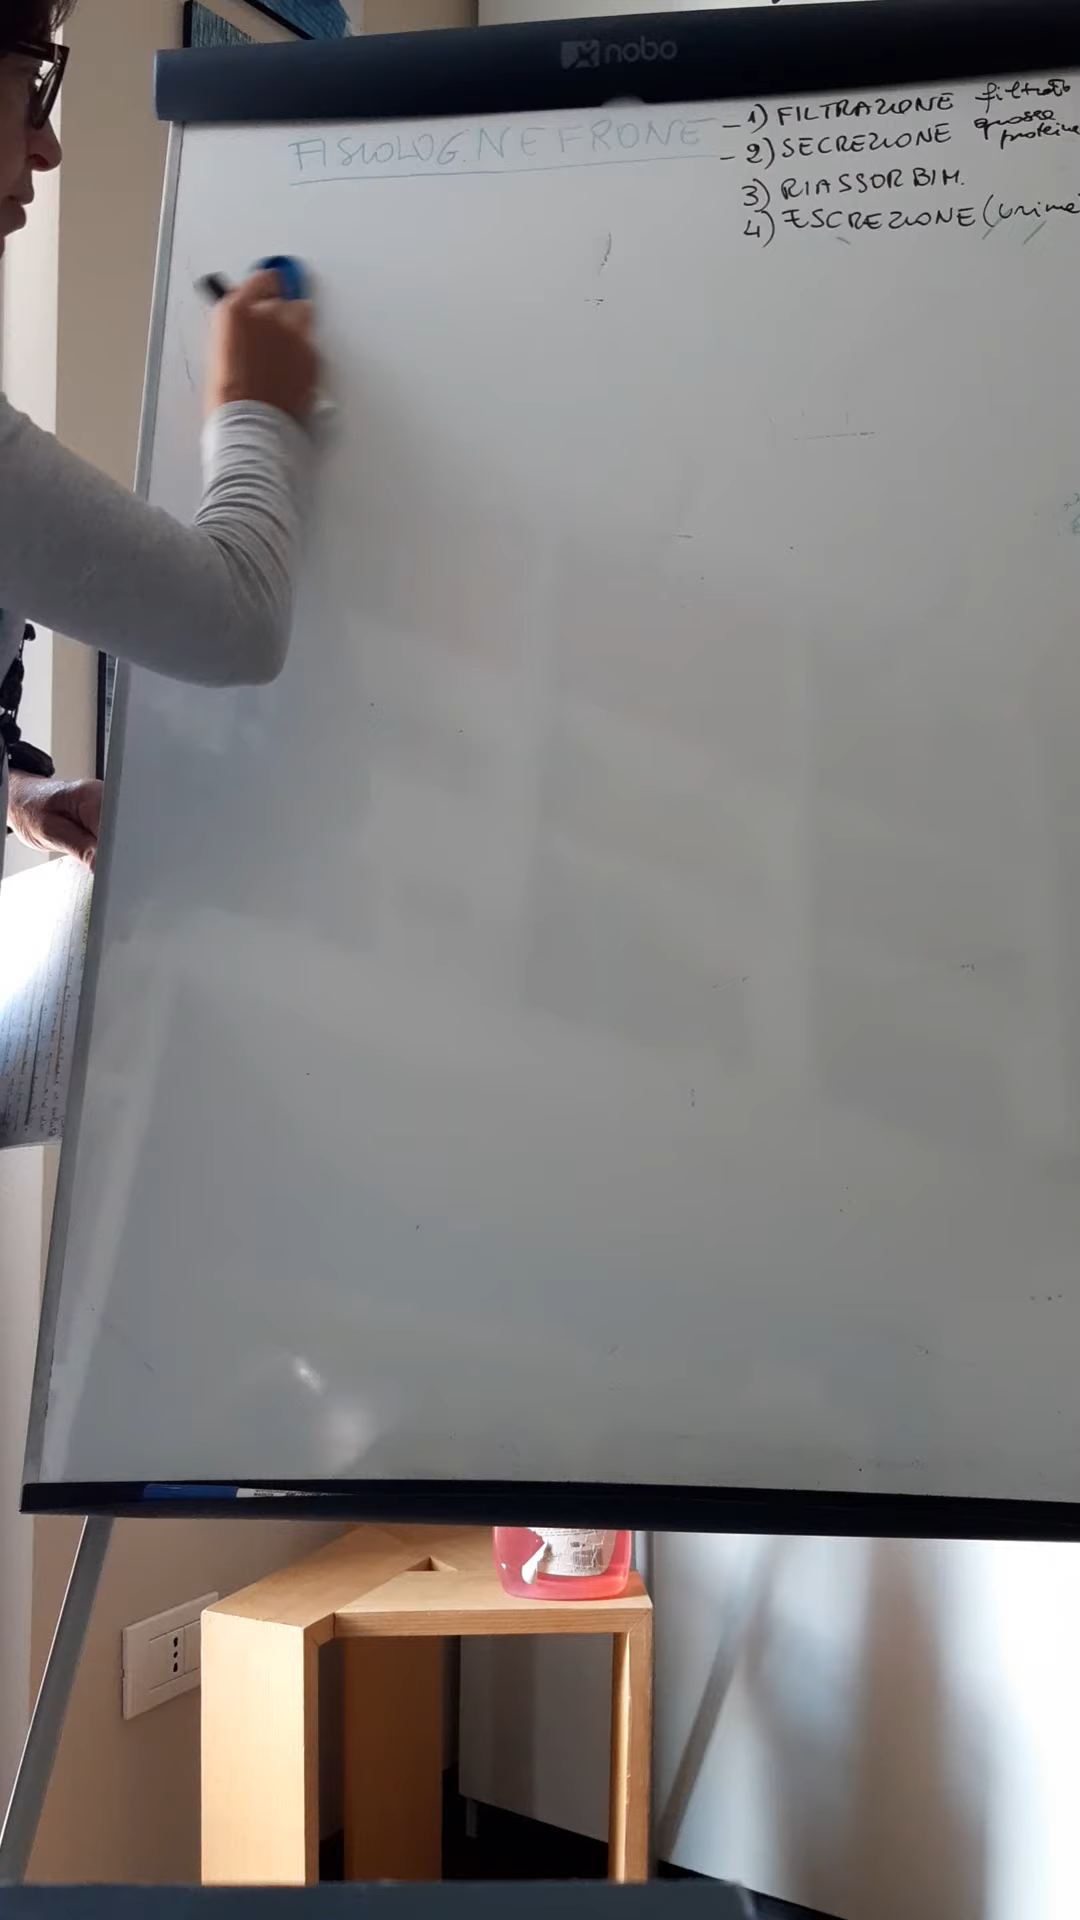 nobo
FISIOLOG. NEFRONE
- 1) FILTRAZIONE filtrato
- 2) SECREZIONE grosse proteine
3) RIASSORBIM.
4) ESCREZIONE (urine